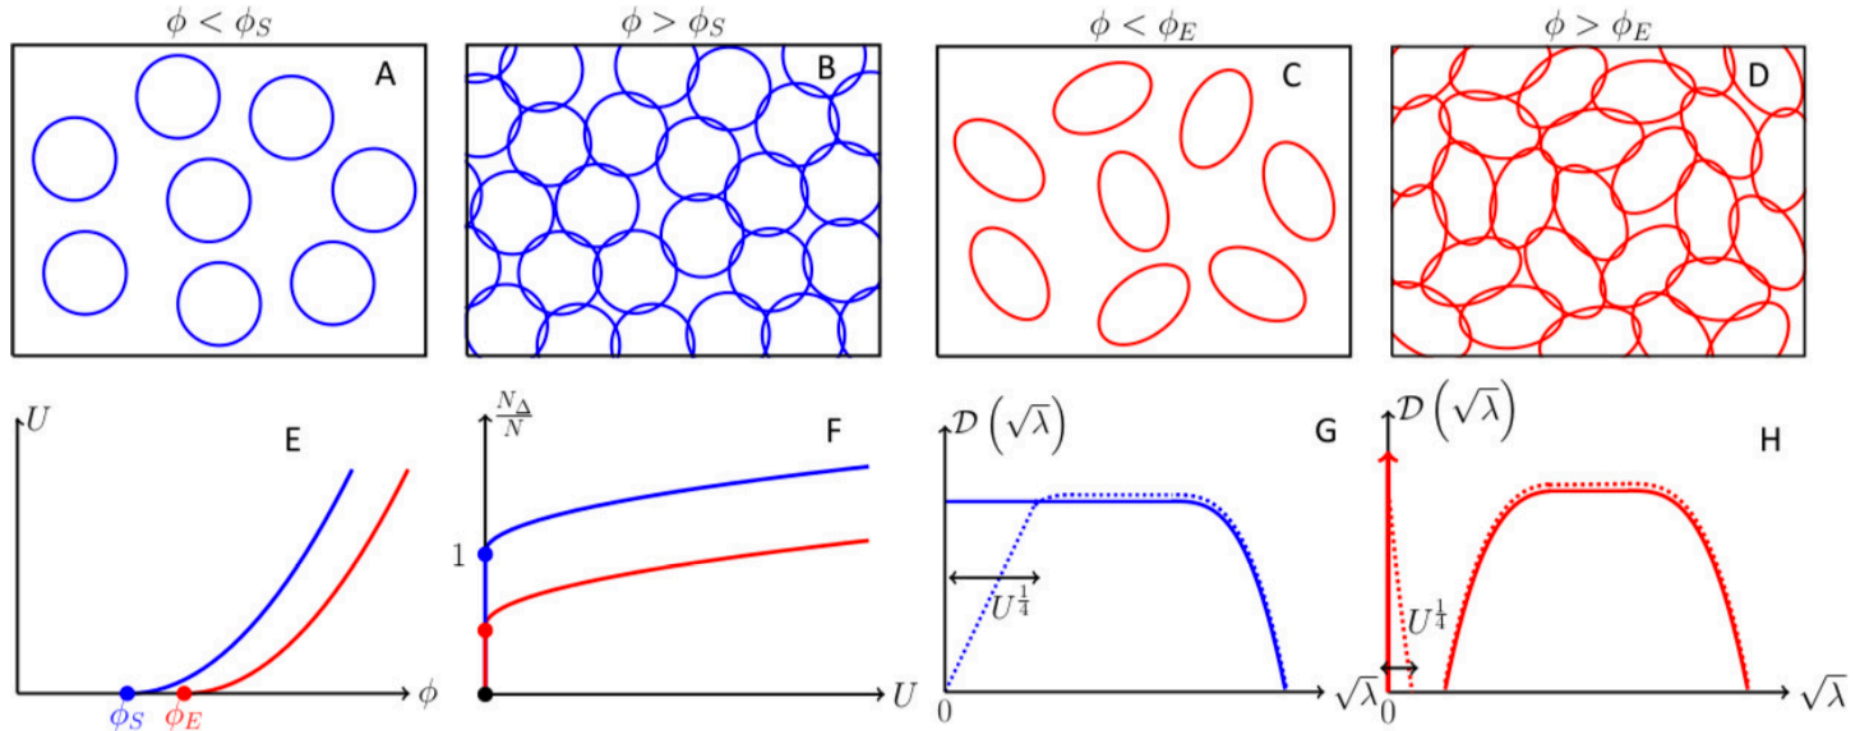 ϕ < ϕ_S
ϕ > ϕ_S
ϕ < ϕ_E
ϕ > ϕ_E
A
B
C
D
U
E
ϕ_S
ϕ_E
ϕ
N_Δ/N
F
1
U
𝒟(√λ)
G
U^{1/4}
0
√λ
𝒟(√λ)
H
U^{1/4}
0
√λ